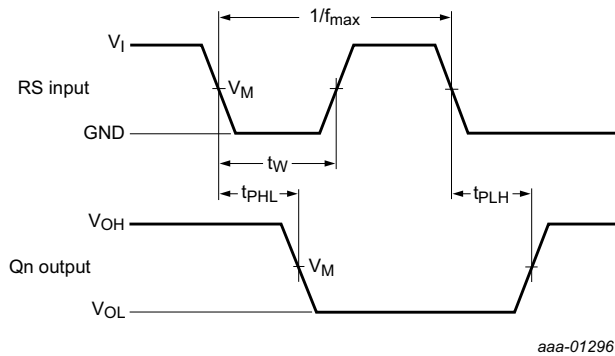 1/fmax
VI
RS input
VM
GND
tW
tPHL
tPLH
VOH
Qn output
VM
VOL
aaa-01296